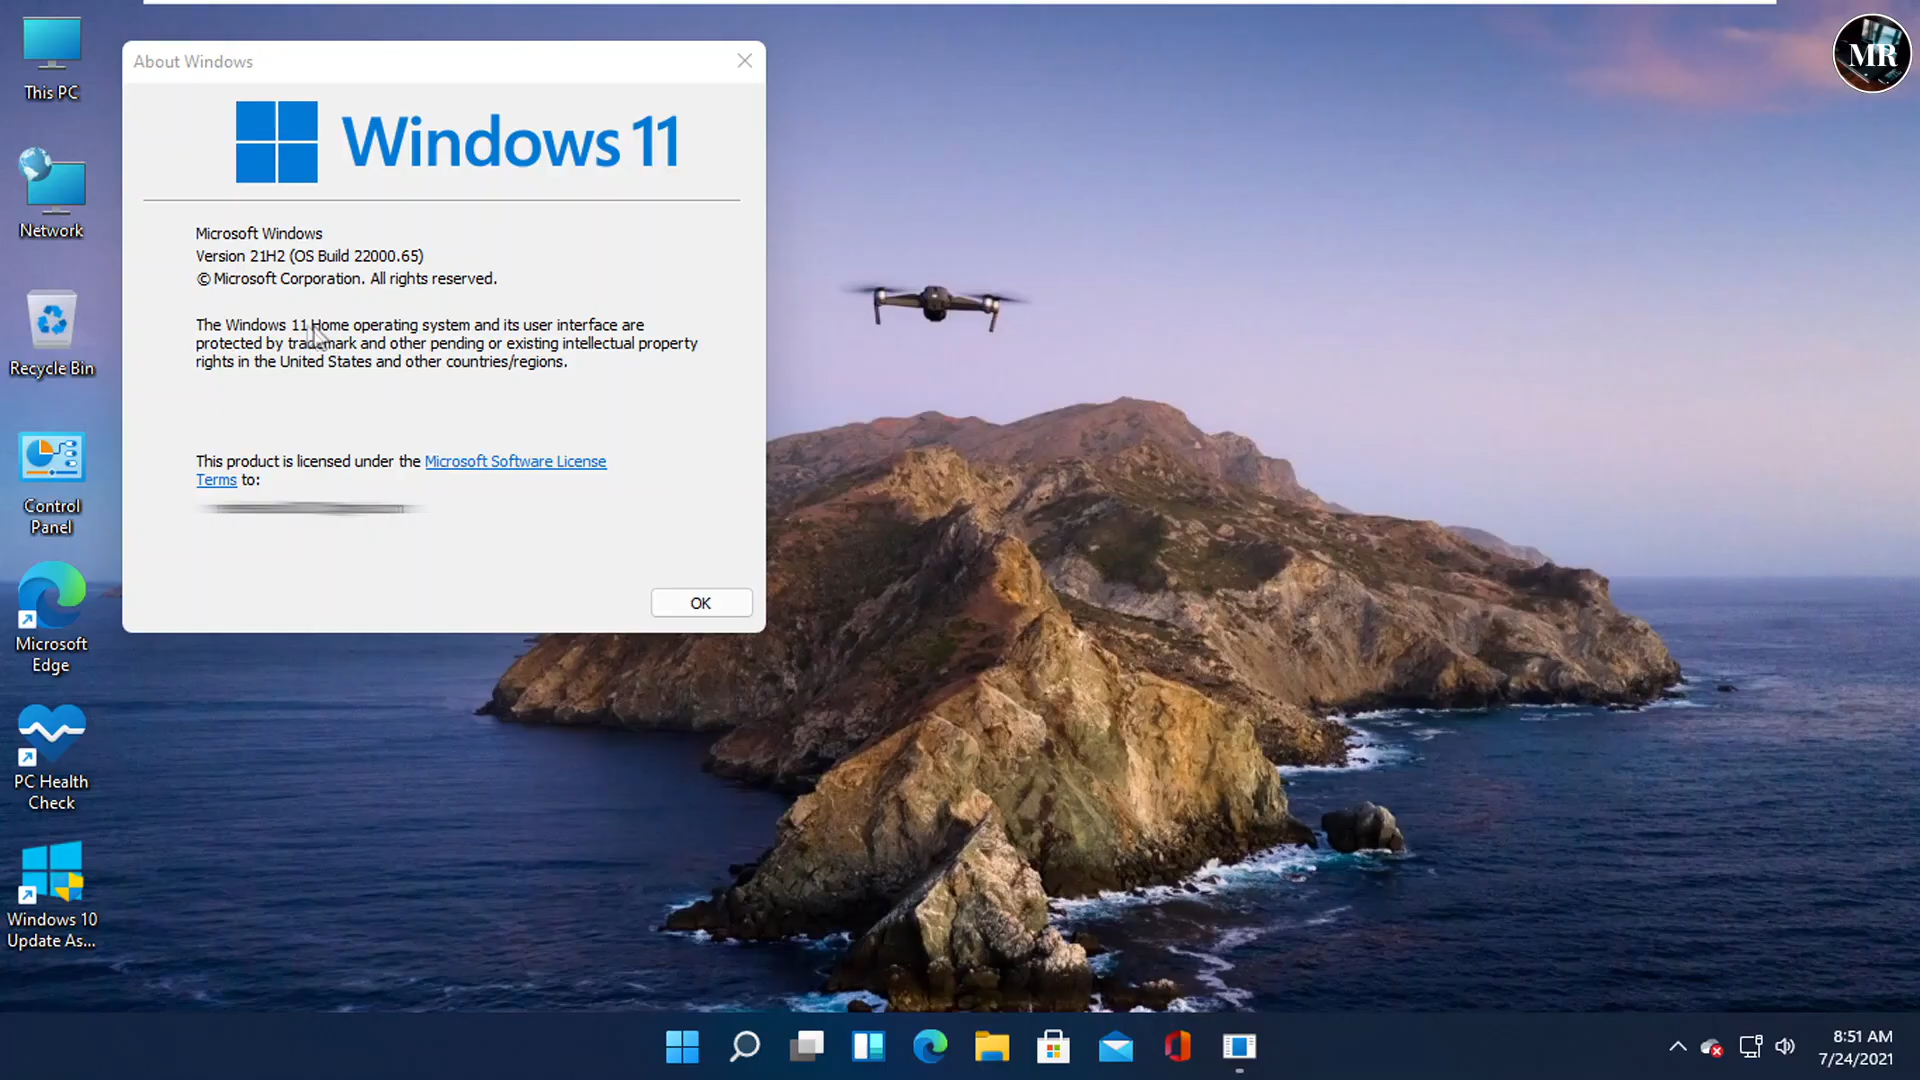 This PC
Network
Recycle Bin
Control
Panel
Microsoft
Edge
PC Health
Check
Windows 10
Update As...
About Windows
Windows 11
Microsoft Windows
Version 21H2 (OS Build 22000.65)
© Microsoft Corporation. All rights reserved.
The Windows 11 Home operating system and its user interface are
protected by trademark and other pending or existing intellectual property
rights in the United States and other countries/regions.
This product is licensed under the Microsoft Software License
Terms to:
OK
MR
8:51 AM
7/24/2021